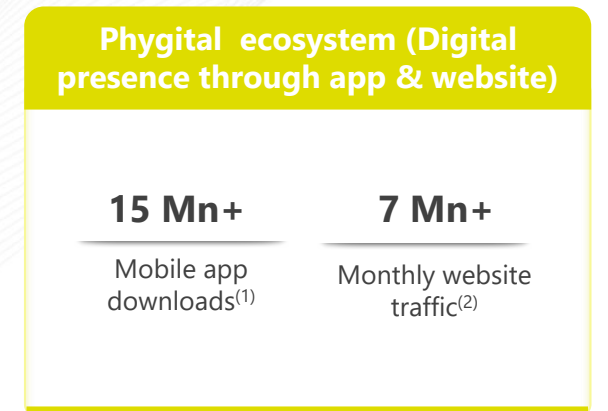 Phygital ecosystem (Digital
presence through app & website)
15 Mn+
Mobile app
downloads(1)
7 Mn+
Monthly website
traffic(2)